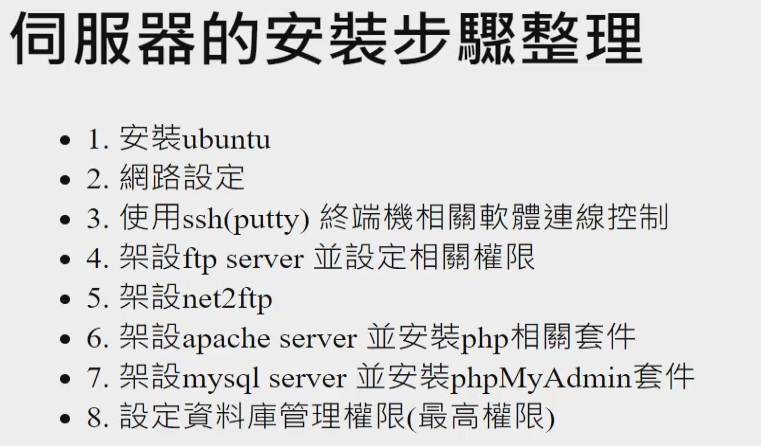 伺服器的安裝步驟整理
• 1. 安裝ubuntu
• 2. 網路設定
• 3. 使用ssh(putty) 終端機相關軟體連線控制
• 4. 架設ftp server 並設定相關權限
• 5. 架設net2ftp
• 6. 架設apache server 並安裝php相關套件
• 7. 架設mysql server 並安裝phpMyAdmin套件
• 8. 設定資料庫管理權限(最高權限)